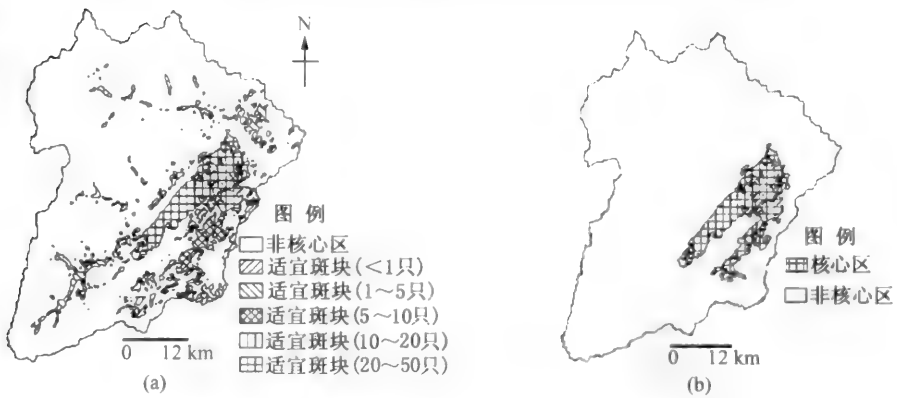 N
图 例
非核心区
适宜斑块(<1只)
适宜斑块(1~5只)
适宜斑块(5~10只)
适宜斑块(10~20只)
适宜斑块(20~50只)
0 12 km
(a)
图 例
核心区
非核心区
0 12 km
(b)